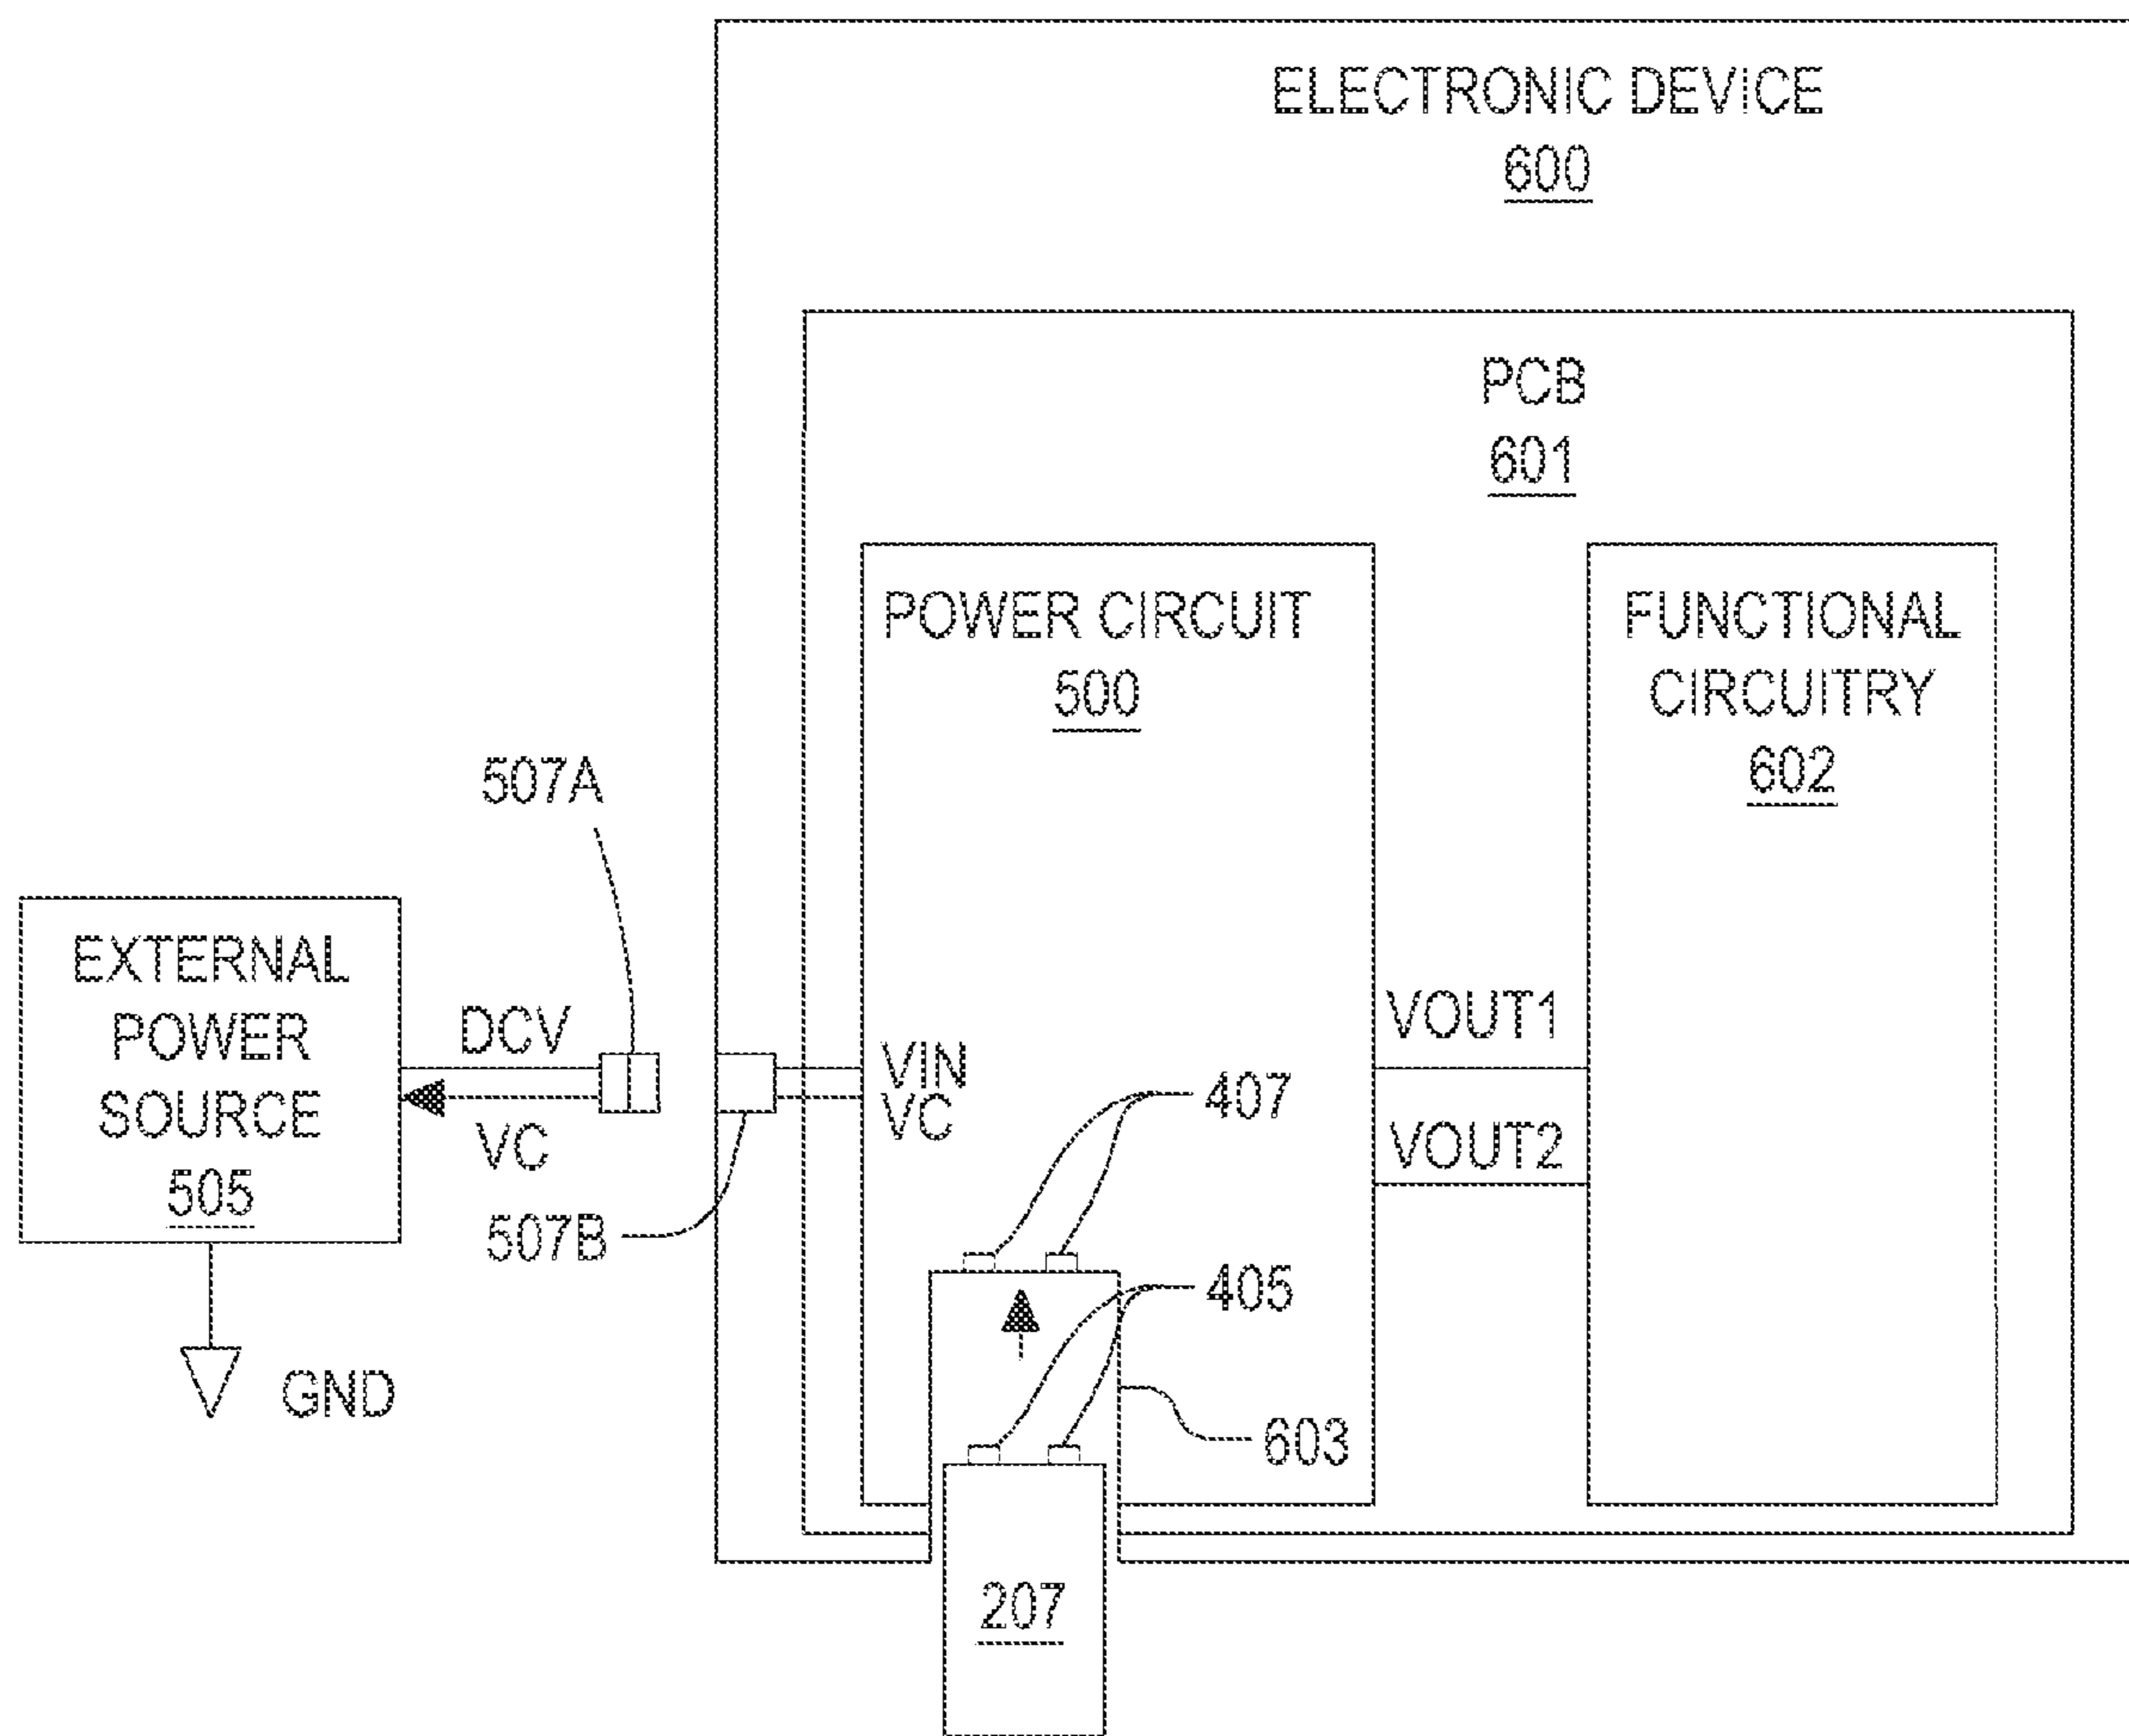 ELECTRONIC DEVICE
600
PCB
601
POWER CIRCUIT
500
FUNCTIONAL
CIRCUITRY
602
507A
EXTERNAL
POWER
SOURCE
505
DCV
VC
507B
VIN
VC
VOUT1
VOUT2
407
405
603
GND
207